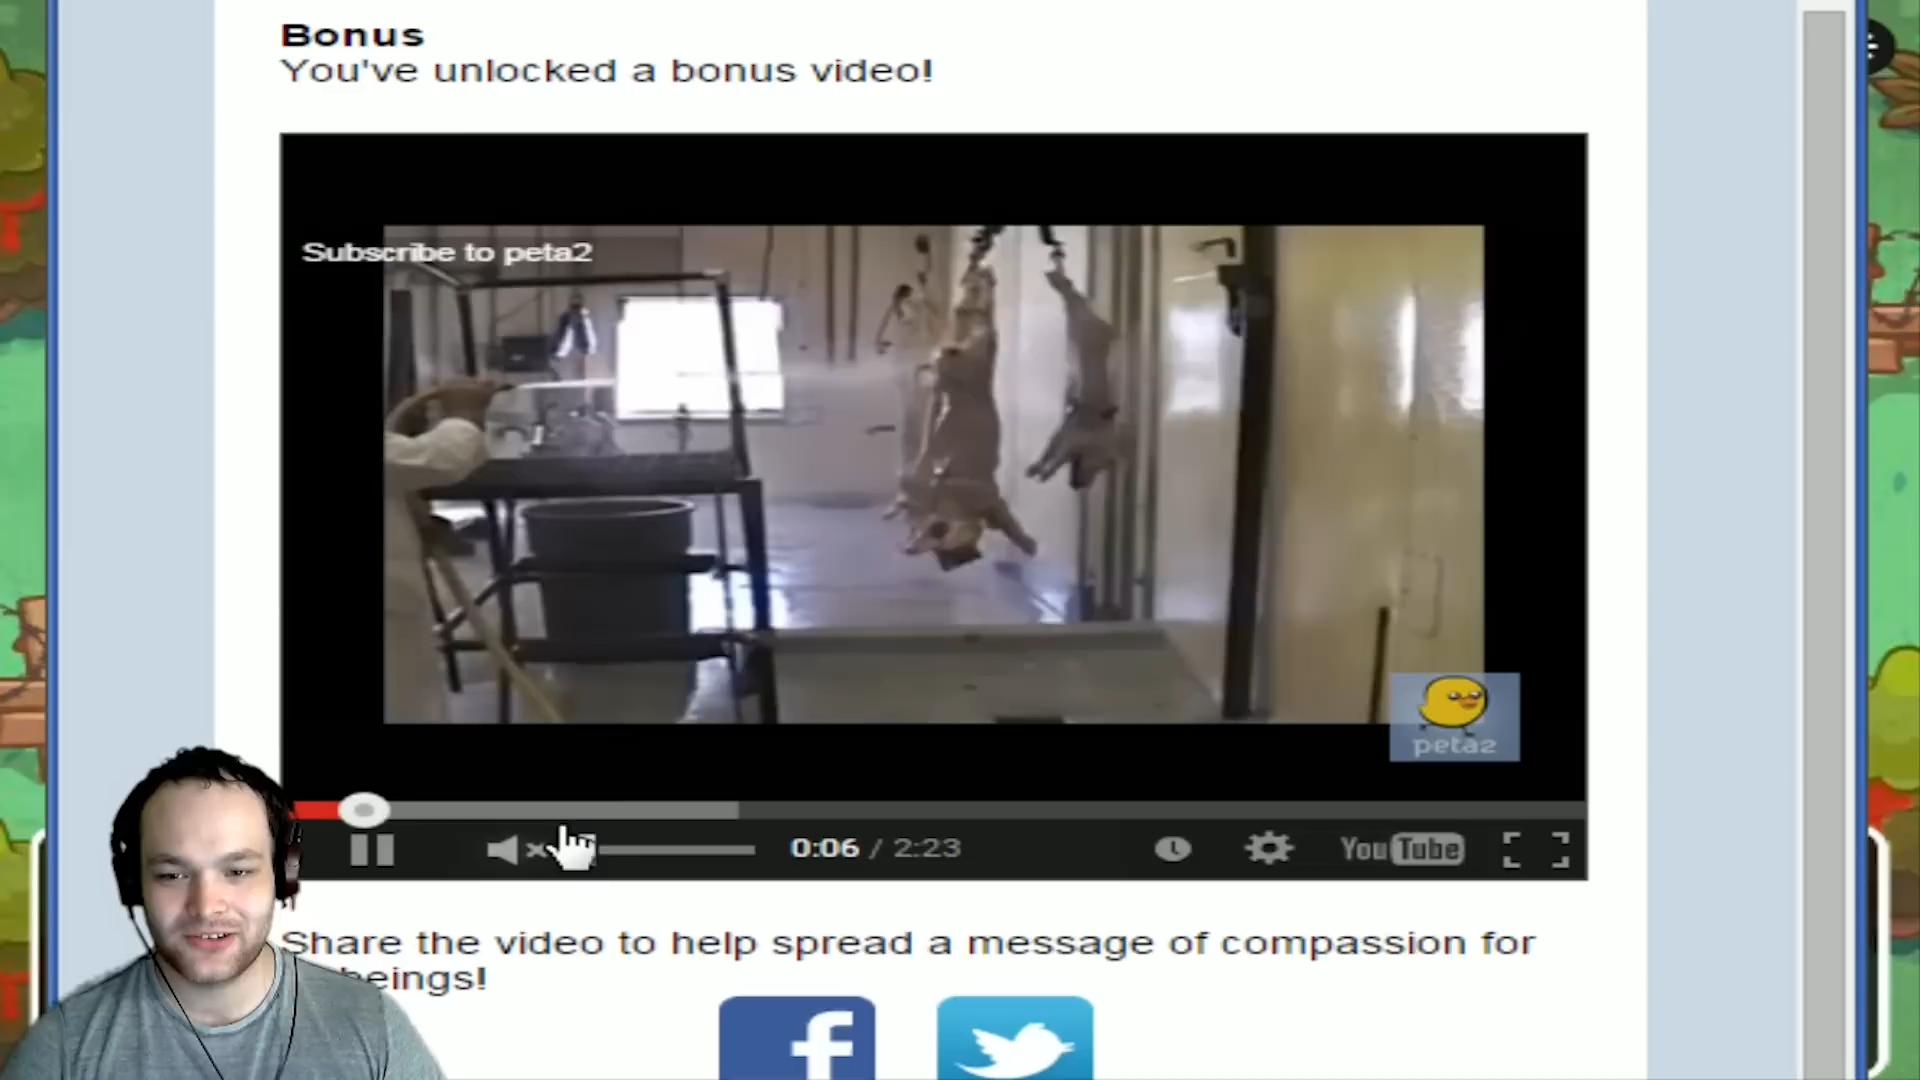 Bonus
You've unlocked a bonus video!
Subscribe to peta2
peta2
0:06 / 2:23
YouTube
Share the video to help spread a message of compassion for
beings!
f